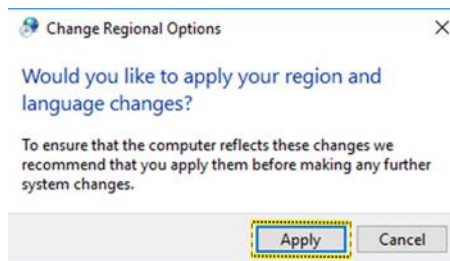 Change Regional Options
Would you like to apply your region and
language changes?
To ensure that the computer reflects these changes we
recommend that you apply them before making any further
system changes.
Apply Cancel